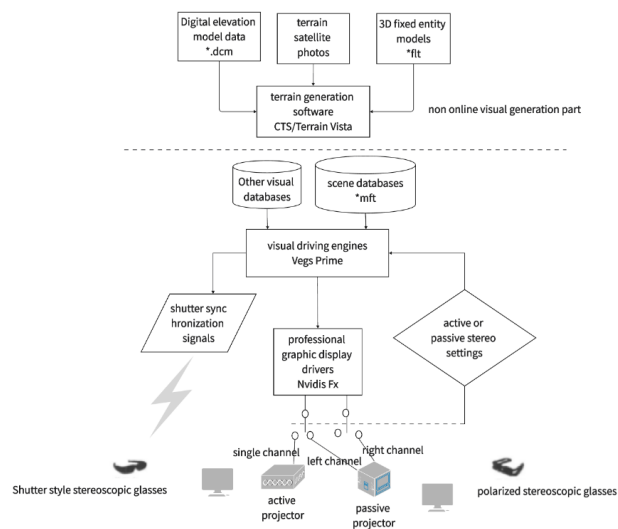 Digital elevation
model data
*.dcm
terrain
satellite
photos
3D fixed entity
models
*flt
terrain generation
software
CTS/Terrain Vista
non online visual generation part
Other visual
databases
scene databases
*mft
visual driving engines
Vegs Prime
shutter sync
hronization
signals
active or
passive stereo
settings
professional
graphic display
drivers
Nvidis Fx
single channel
left channel
right channel
Shutter style stereoscopic glasses
active
projector
passive
projector
polarized stereoscopic glasses